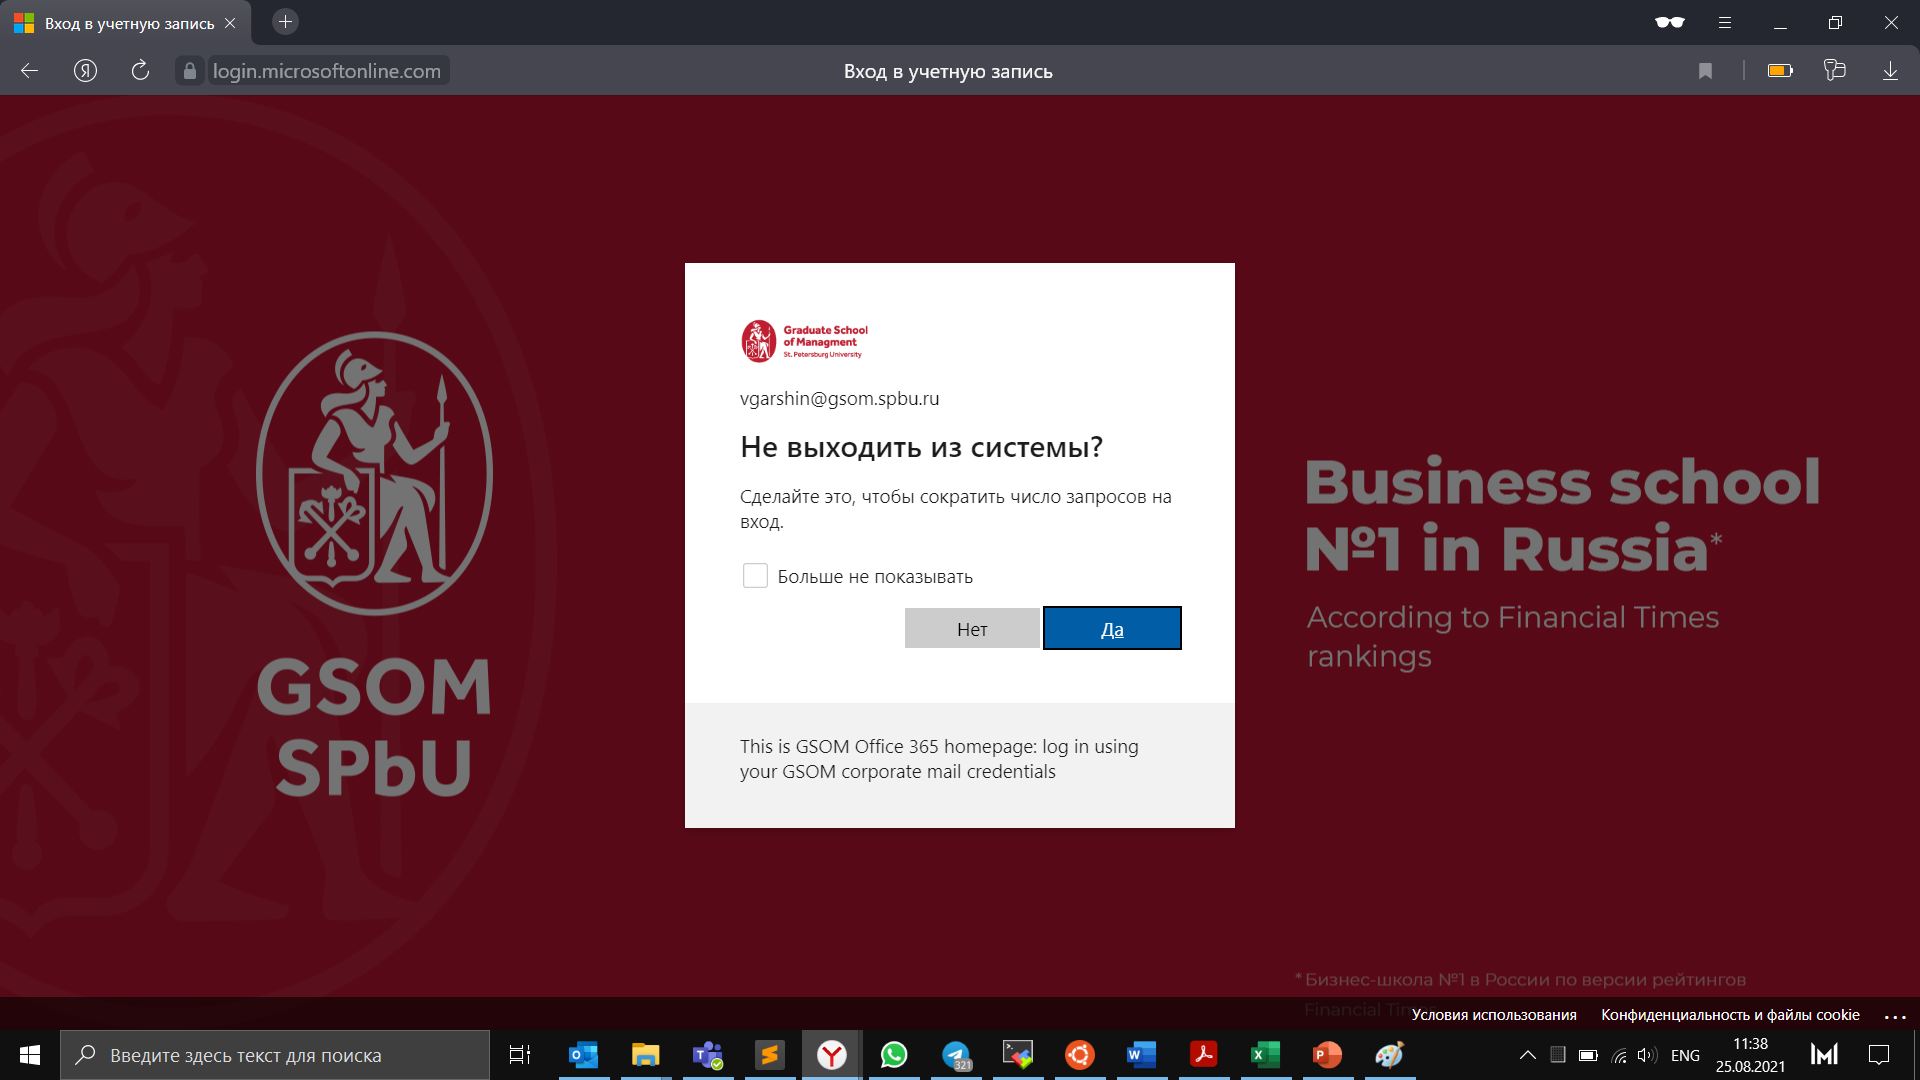 Вход в учетную запись
login.microsoftonline.com
Вход в учетную запись
Graduate School
of Managment
St. Petersburg University
vgarshin@gsom.spbu.ru
Не выходить из системы?
Сделайте это, чтобы сократить число запросов на
вход.
Больше не показывать
Нет
Да
This is GSOM Office 365 homepage: log in using
your GSOM corporate mail credentials
GSOM
SPbU
Business school
№1 in Russia*
According to Financial Times
rankings
*Бизнес-школа №1 в России по версии рейтингов
Financial Times
Условия использования
Конфиденциальность и файлы cookie
Введите здесь текст для поиска
321
ENG
11:38
25.08.2021